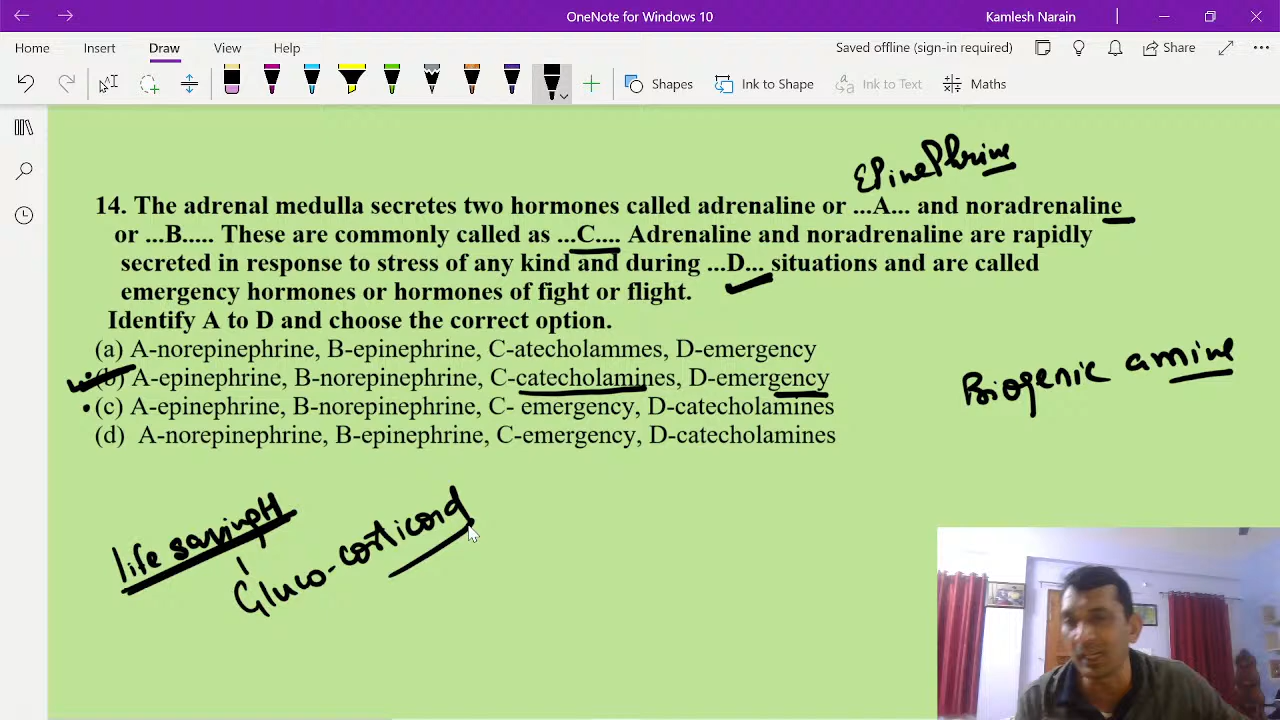 OneNote for Windows 10
Kamlesh Narain
Home Insert Draw View Help
Saved offline (sign-in required)
Share
Shapes
Ink to Shape
Ink to Text
Maths
EpinePhrine
14. The adrenal medulla secretes two hormones called adrenaline or ...A... and noradrenaline
or ...B..... These are commonly called as ...C.... Adrenaline and noradrenaline are rapidly
secreted in response to stress of any kind and during ...D... situations and are called
emergency hormones or hormones of fight or flight.
Identify A to D and choose the correct option.
(a) A-norepinephrine, B-epinephrine, C-atecholammes, D-emergency
(b) A-epinephrine, B-norepinephrine, C-catecholamines, D-emergency
(c) A-epinephrine, B-norepinephrine, C- emergency, D-catecholamines
(d) A-norepinephrine, B-epinephrine, C-emergency, D-catecholamines
Biogenic amine
life saving H
Gluco-corticoid